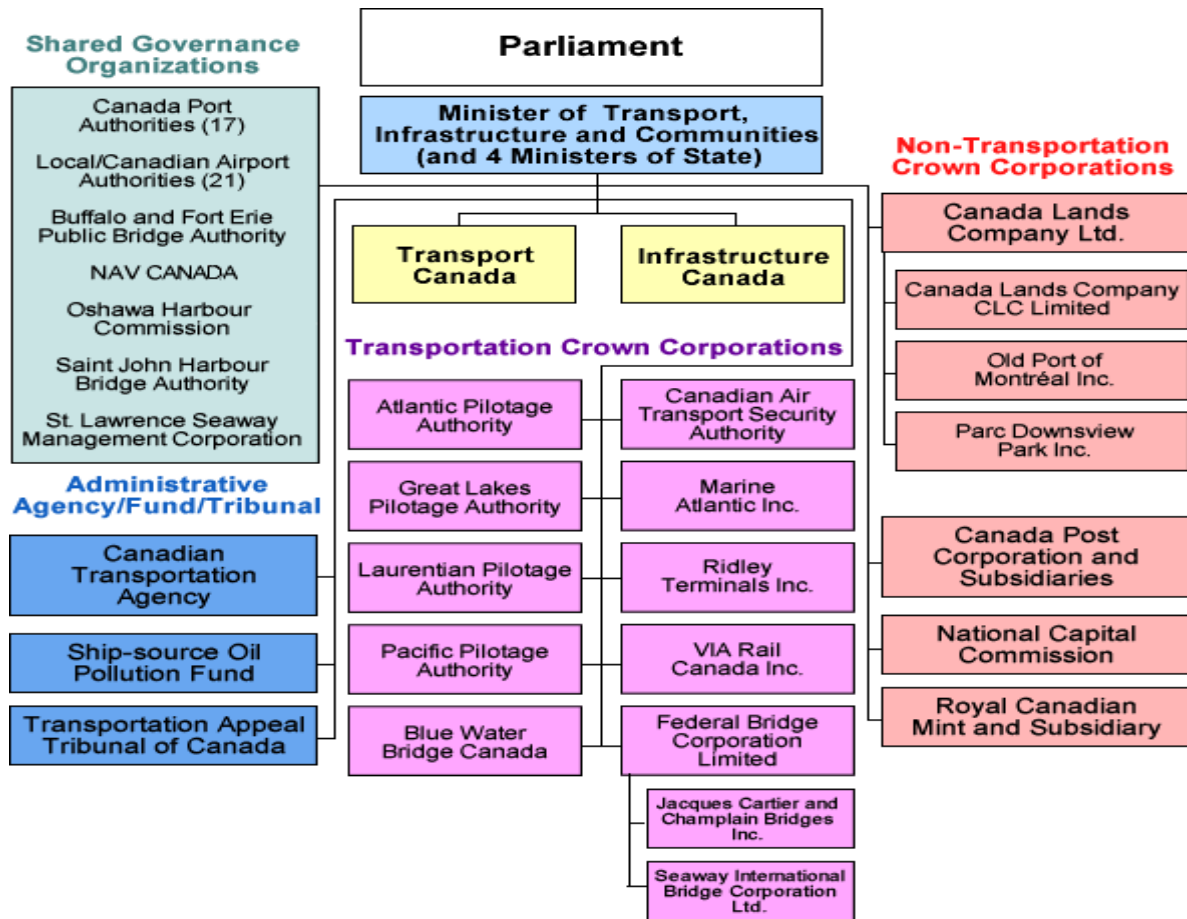 Parliament
Shared Governance
Organizations
Canada Port
Authorities (17)
Local/Canadian Airport
Authorities (21)
Buffalo and Fort Erie
Public Bridge Authority
NAV CANADA
Oshawa Harbour
Commission
Saint John Harbour
Bridge Authority
St. Lawrence Seaway
Management Corporation
Minister of Transport,
Infrastructure and Communities
(and 4 Ministers of State)
Transport
Canada
Infrastructure
Canada
Administrative
Agency/Fund/Tribunal
Canadian
Transportation
Agency
Ship-source Oil
Pollution Fund
Transportation Appeal
Tribunal of Canada
Transportation Crown Corporations
Atlantic Pilotage
Authority
Great Lakes
Pilotage Authority
Laurentian Pilotage
Authority
Pacific Pilotage
Authority
Blue Water
Bridge Canada
Canadian Air
Transport Security
Authority
Marine
Atlantic Inc.
Ridley
Terminals Inc.
VIA Rail
Canada Inc.
Federal Bridge
Corporation
Limited
Jacques Cartier and
Champlain Bridges
Inc.
Seaway International
Bridge Corporation
Ltd.
Non-Transportation
Crown Corporations
Canada Lands
Company Ltd.
Canada Lands Company
CLC Limited
Old Port of
Montréal Inc.
Parc Downsview
Park Inc.
Canada Post
Corporation and
Subsidiaries
National Capital
Commission
Royal Canadian
Mint and Subsidiary